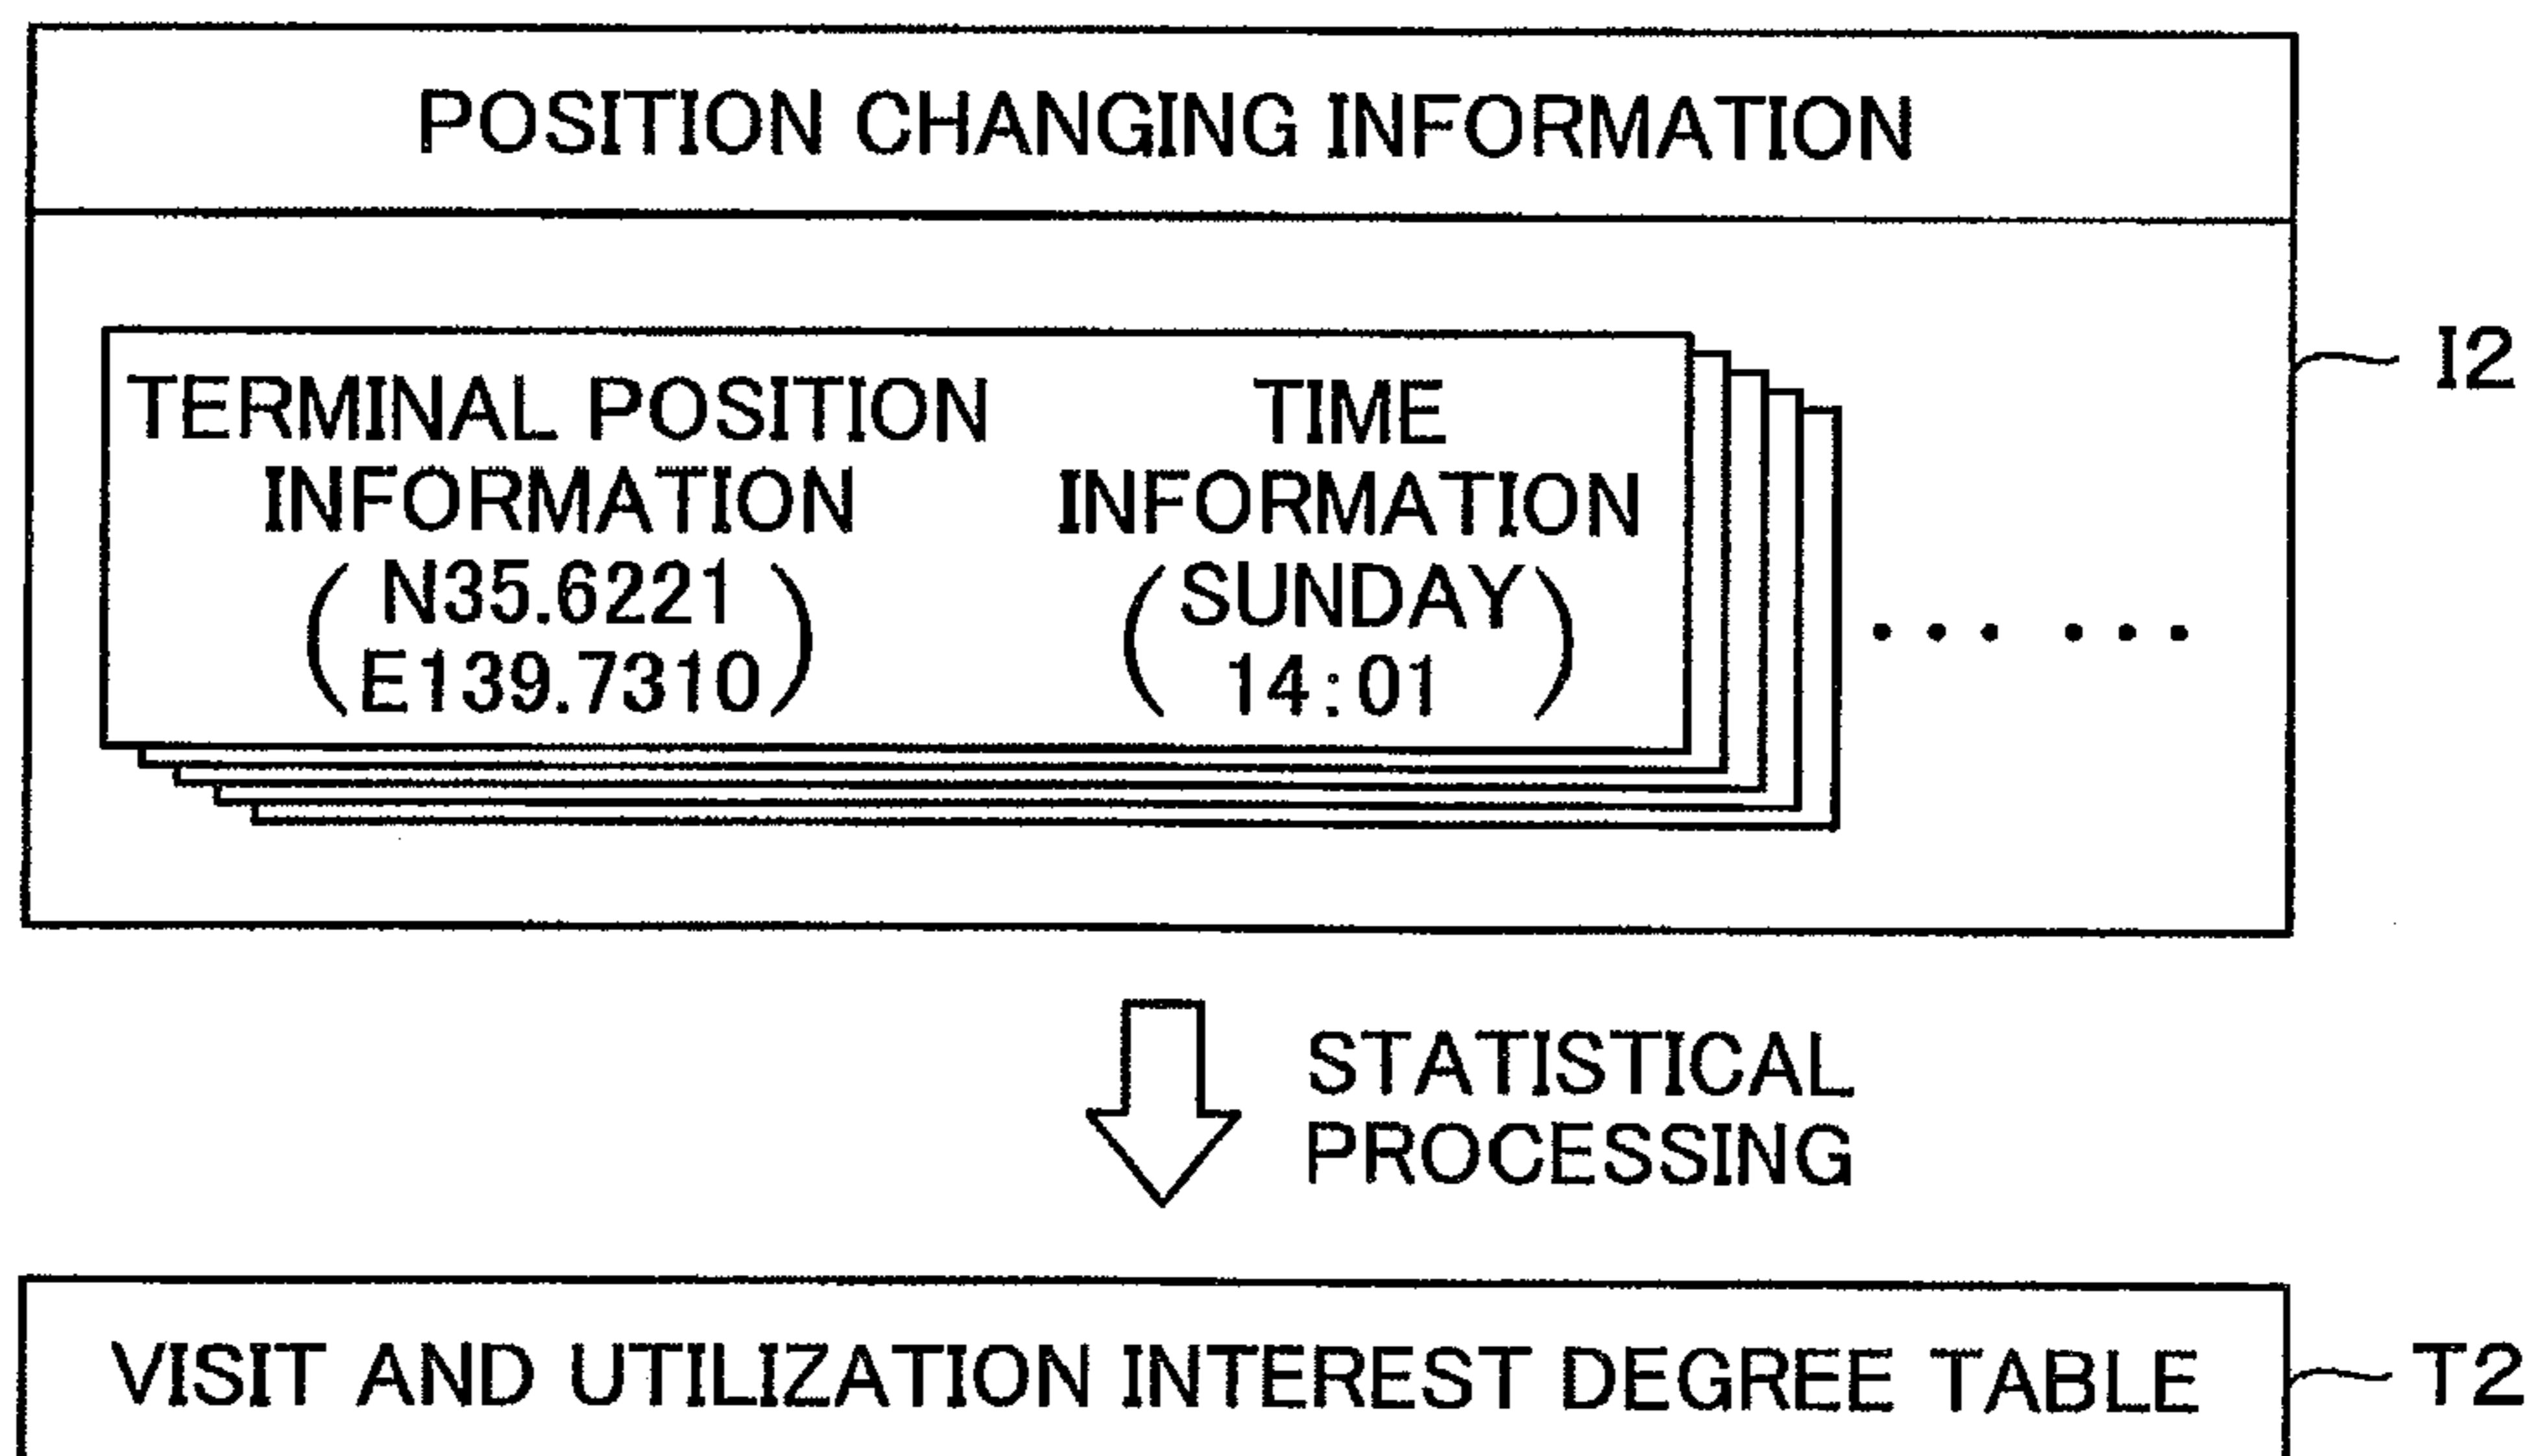 POSITION CHANGING INFORMATION
I2
TERMINAL POSITION INFORMATION
(N35.6221
E139.7310)
TIME INFORMATION
(SUNDAY
14:01)
••• •••
STATISTICAL
PROCESSING
VISIT AND UTILIZATION INTEREST DEGREE TABLE
T2